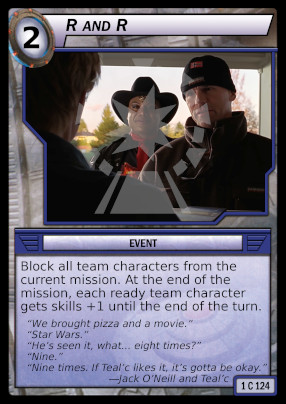 2
R AND R
EVENT
Block all team characters from the
current mission. At the end of the
mission, each ready team character
gets skills +1 until the end of the turn.
"We brought pizza and a movie."
"Star Wars."
"He's seen it, what... eight times?"
"Nine."
"Nine times. If Teal'c likes it, it's gotta be okay."
—Jack O'Neill and Teal'c
1 C 124